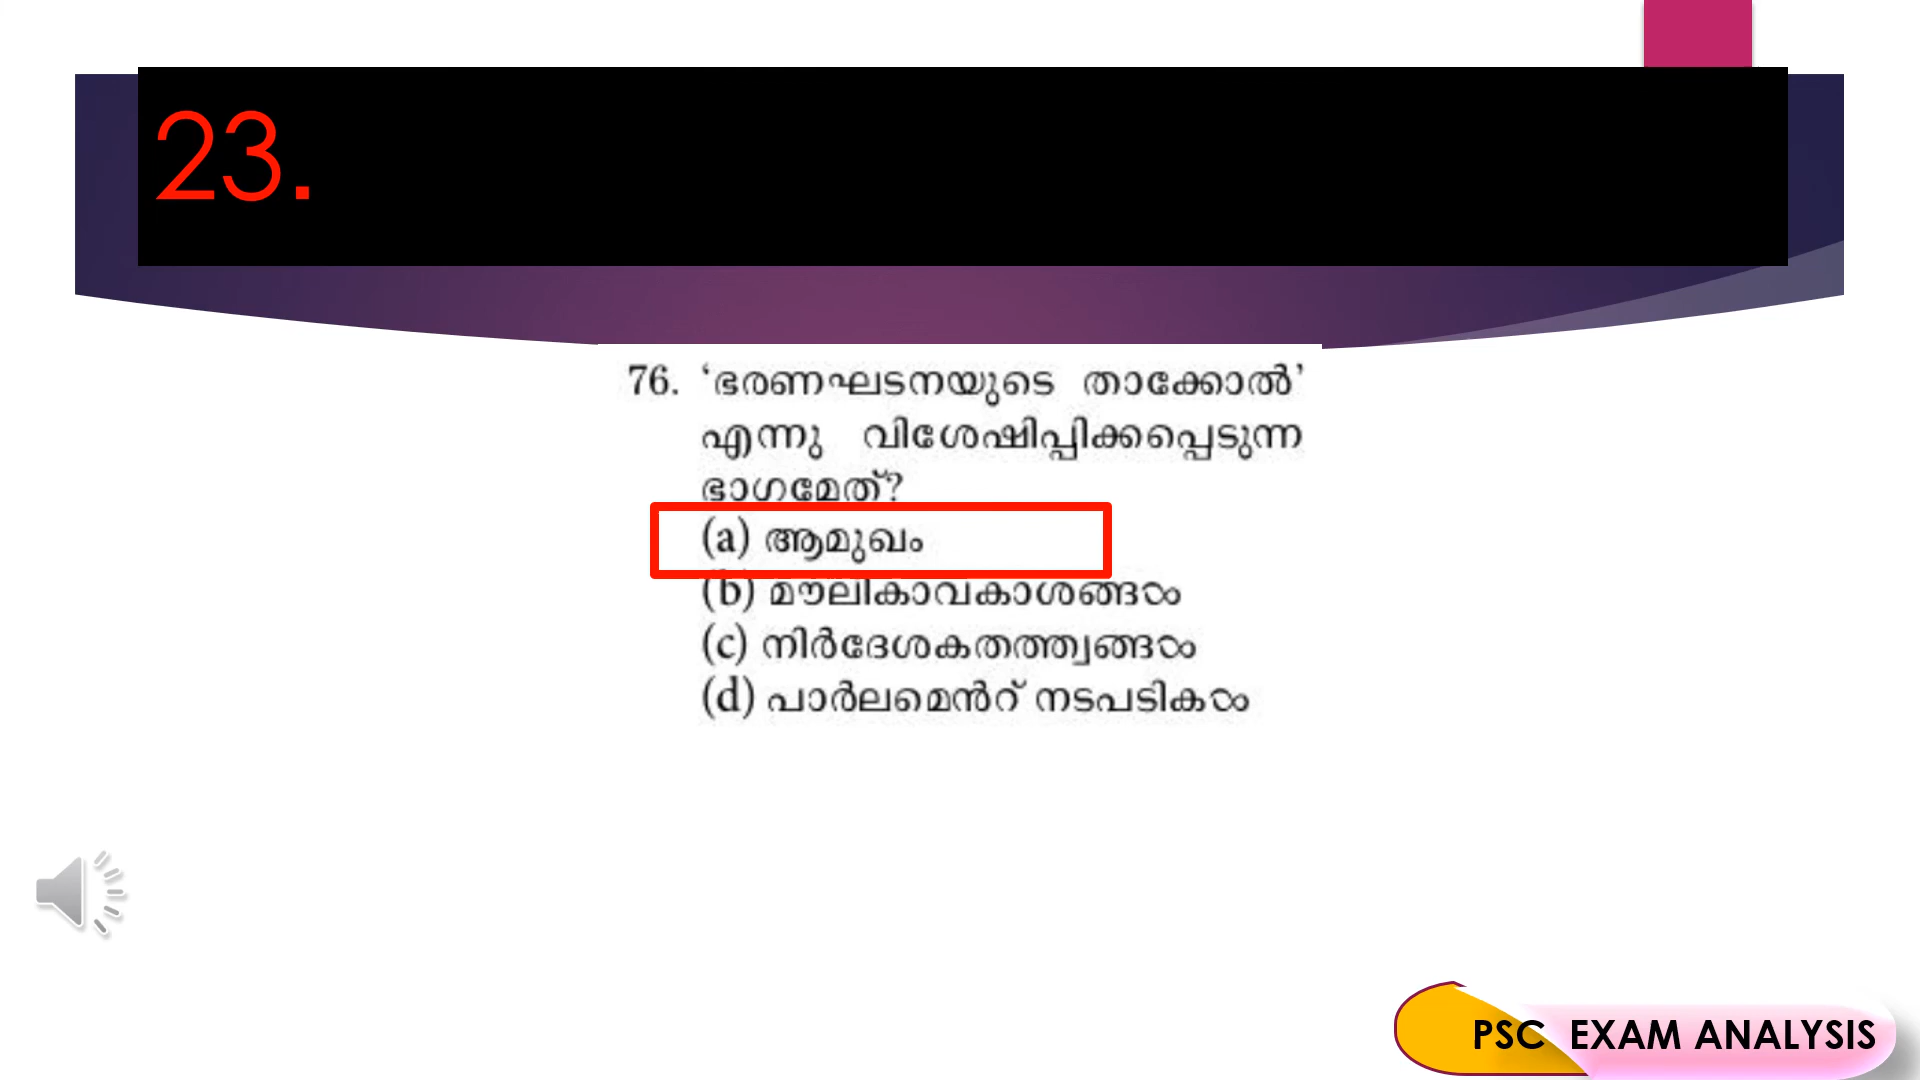 23.
76. ‘ഭരണഘടനയുടെ താക്കോൽ’
എന്നു വിശേഷിപ്പിക്കപ്പെടുന്ന
ഭാഗമേത്?
(a) ആമുഖം
(b) മൗലികാവകാശങ്ങൾ
(c) നിർദേശകതത്ത്വങ്ങൾ
(d) പാർലമെൻറ് നടപടികൾ
PSC EXAM ANALYSIS